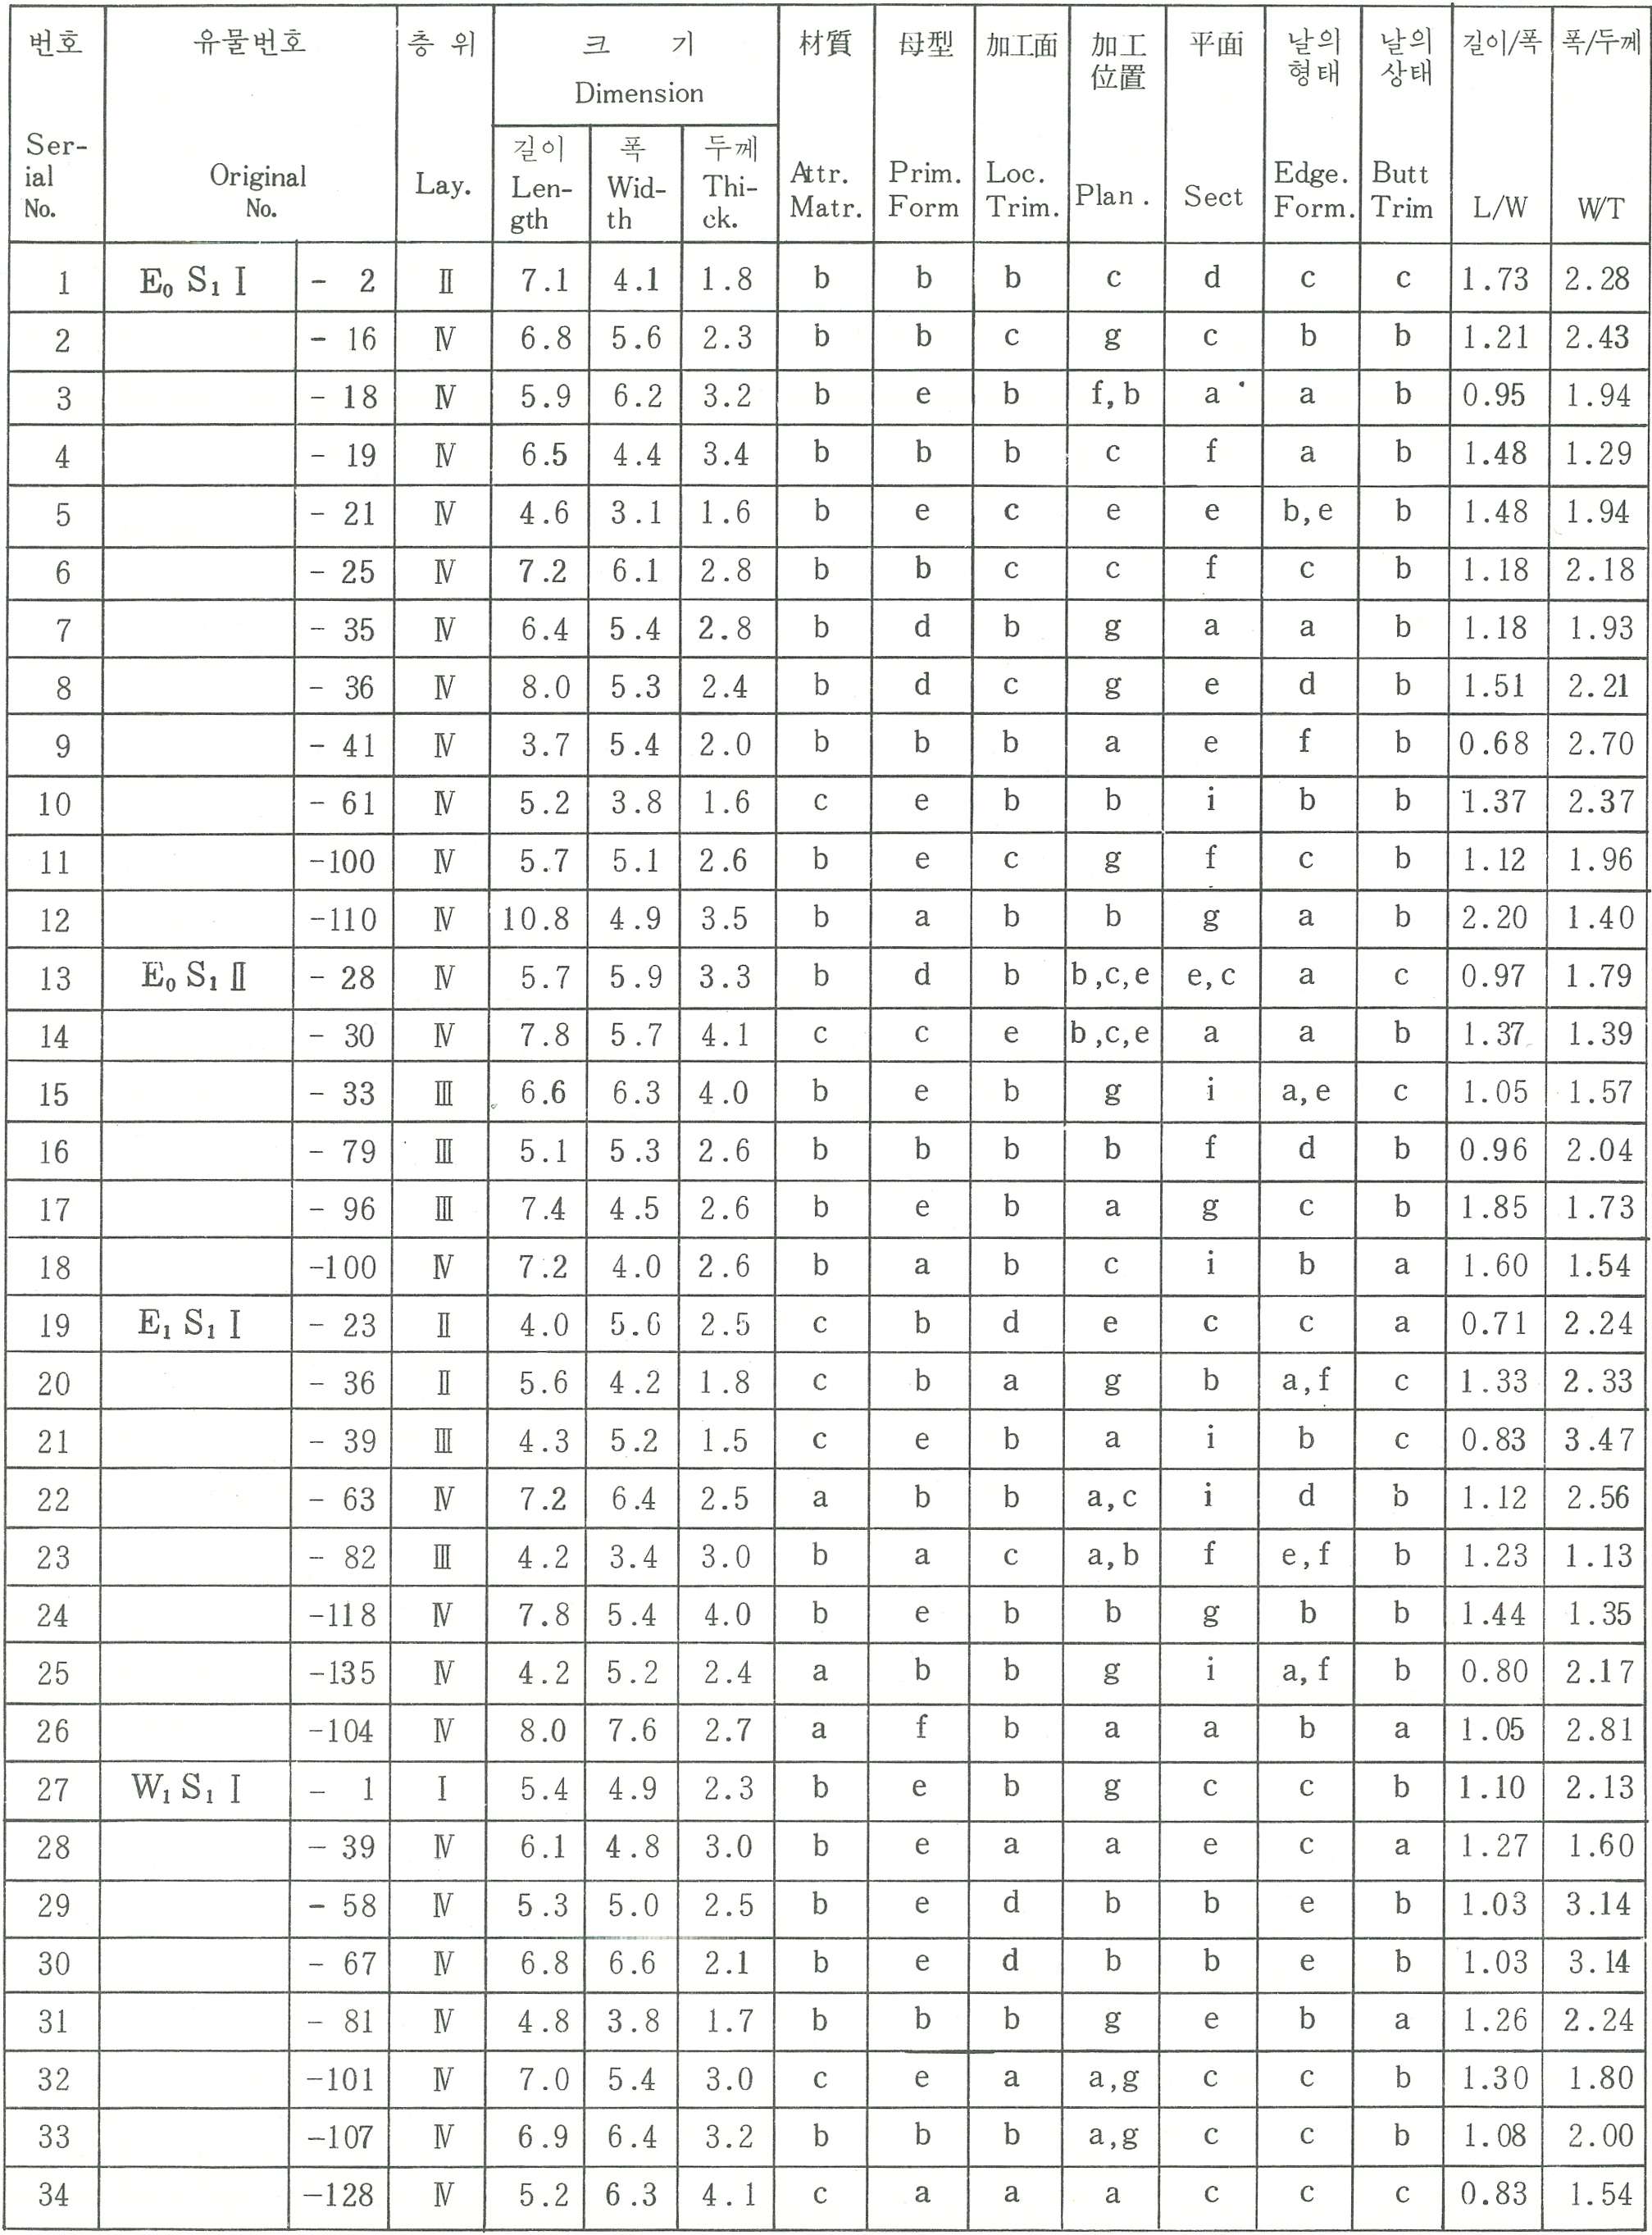 번호 유물번호 층 위 크 기 材質 母型 加工面 加工 平面 날의 날의 길이/폭 폭/두께
位置 형태 상태
Dimension
길이 폭 두께
Ser- Attr. Prim. Loc. Edge. Butt
ial Original Lay. Len- Wid- Thi- Matr. Form Trim. Plan. Sect Form. Trim L/W W/T
No. No. gth th ck.
1 E₀ S₁ Ⅰ - 2 Ⅱ 7.1 4.1 1.8 b b b c d c c 1.73 2.28
2 - 16 Ⅳ 6.8 5.6 2.3 b b c g c b b 1.21 2.43
3 - 18 Ⅳ 5.9 6.2 3.2 b e b f,b a a b 0.95 1.94
4 - 19 Ⅳ 6.5 4.4 3.4 b b b c f a b 1.48 1.29
5 - 21 Ⅳ 4.6 3.1 1.6 b e c e e b,e b 1.48 1.94
6 - 25 Ⅳ 7.2 6.1 2.8 b b c c f c b 1.18 2.18
7 - 35 Ⅳ 6.4 5.4 2.8 b d b g a a b 1.18 1.93
8 - 36 Ⅳ 8.0 5.3 2.4 b d c g e d b 1.51 2.21
9 - 41 Ⅳ 3.7 5.4 2.0 b b b a e f b 0.68 2.70
10 - 61 Ⅳ 5.2 3.8 1.6 c e b b i b b 1.37 2.37
11 -100 Ⅳ 5.7 5.1 2.6 b e c g f c b 1.12 1.96
12 -110 Ⅳ 10.8 4.9 3.5 b a b b g a b 2.20 1.40
13 E₀ S₁ Ⅱ - 28 Ⅳ 5.7 5.9 3.3 b d b b,c,e e,c a c 0.97 1.79
14 - 30 Ⅳ 7.8 5.7 4.1 c c e b,c,e a a b 1.37 1.39
15 - 33 Ⅲ 6.6 6.3 4.0 b e b g i a,e c 1.05 1.57
16 - 79 Ⅲ 5.1 5.3 2.6 b b b b f d b 0.96 2.04
17 - 96 Ⅲ 7.4 4.5 2.6 b e b a g c b 1.85 1.73
18 -100 Ⅳ 7.2 4.0 2.6 b a b c i b a 1.60 1.54
19 E₁ S₁ Ⅰ - 23 Ⅱ 4.0 5.6 2.5 c b d e c c a 0.71 2.24
20 - 36 Ⅱ 5.6 4.2 1.8 c b a g b a,f c 1.33 2.33
21 - 39 Ⅲ 4.3 5.2 1.5 c e b a i b c 0.83 3.47
22 - 63 Ⅳ 7.2 6.4 2.5 a b b a,c i d b 1.12 2.56
23 - 82 Ⅲ 4.2 3.4 3.0 b a c a,b f e,f b 1.23 1.13
24 -118 Ⅳ 7.8 5.4 4.0 b e b b g b b 1.44 1.35
25 -135 Ⅳ 4.2 5.2 2.4 a b b g i a,f b 0.80 2.17
26 -104 Ⅳ 8.0 7.6 2.7 a f b a a b a 1.05 2.81
27 W₁ S₁ Ⅰ - 1 Ⅰ 5.4 4.9 2.3 b e b g c c b 1.10 2.13
28 - 39 Ⅳ 6.1 4.8 3.0 b e a a e c a 1.27 1.60
29 - 58 Ⅳ 5.3 5.0 2.5 b e d b b e b 1.03 3.14
30 - 67 Ⅳ 6.8 6.6 2.1 b e d b b e b 1.03 3.14
31 - 81 Ⅳ 4.8 3.8 1.7 b b b g e b a 1.26 2.24
32 -101 Ⅳ 7.0 5.4 3.0 c e a a,g c c b 1.30 1.80
33 -107 Ⅳ 6.9 6.4 3.2 b b b a,g c c b 1.08 2.00
34 -128 Ⅳ 5.2 6.3 4.1 c a a a c c c 0.83 1.54